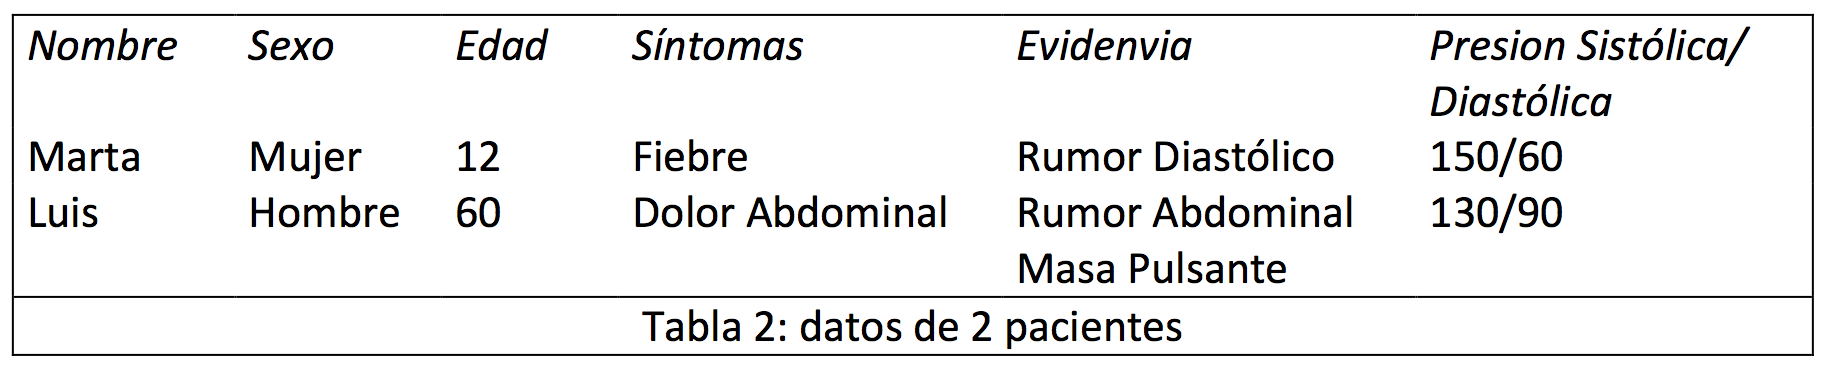 Nombre Sexo Edad Síntomas Evidenvia Presion Sistólica/
Diastólica
Marta Mujer 12 Fiebre Rumor Diastólico 150/60
Luis Hombre 60 Dolor Abdominal Rumor Abdominal 130/90
Masa Pulsante
Tabla 2: datos de 2 pacientes